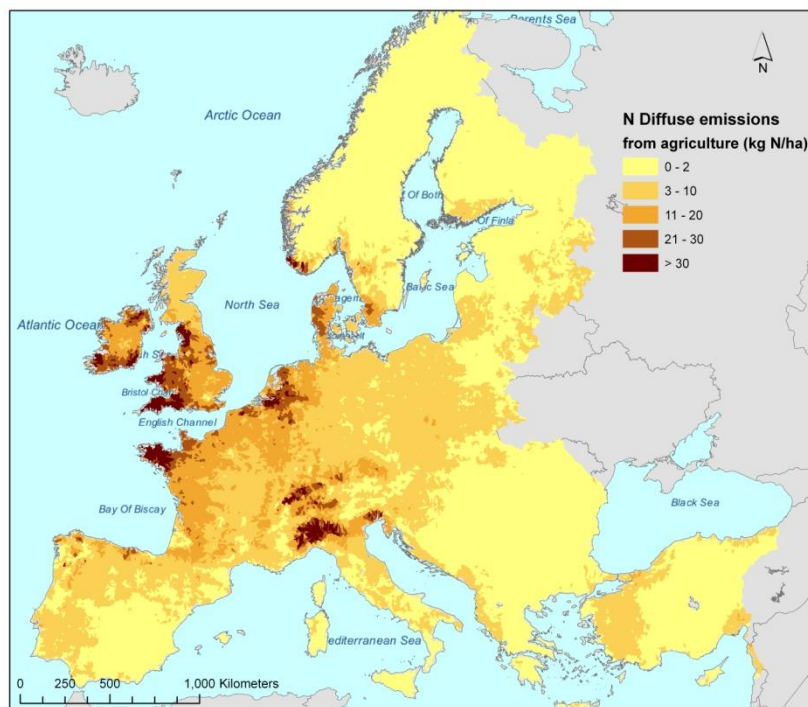 Barents Sea
N
Arctic Ocean
N Diffuse emissions
from agriculture (kg N/ha)
0 - 2
3 - 10
11 - 20
21 - 30
> 30
Of Both
Of Finla
North Sea
Baltic Sea
Atlantic Ocean
Bristol Chan
English Channel
Bay Of Biscay
Black Sea
editerranean Sea
0 250 500 1,000 Kilometers